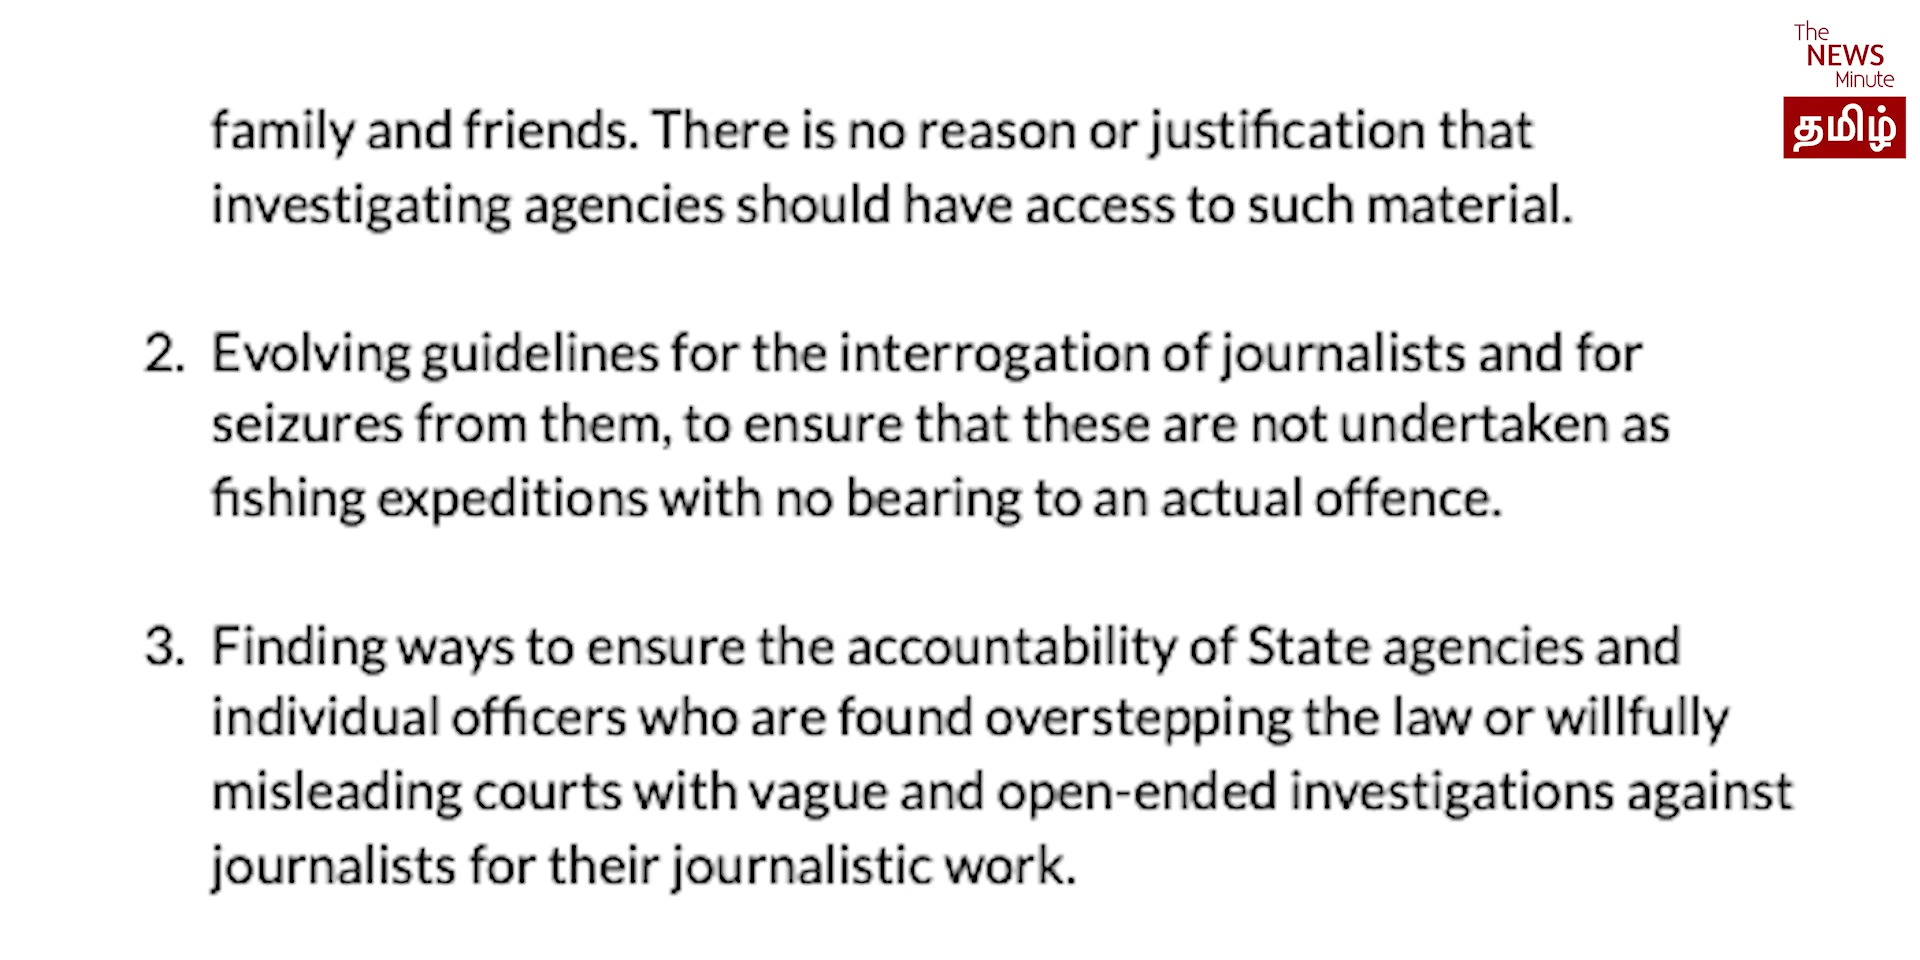 The
NEWS
Minute
தமிழ்
family and friends. There is no reason or justification that
investigating agencies should have access to such material.
2. Evolving guidelines for the interrogation of journalists and for
seizures from them, to ensure that these are not undertaken as
fishing expeditions with no bearing to an actual offence.
3. Finding ways to ensure the accountability of State agencies and
individual officers who are found overstepping the law or willfully
misleading courts with vague and open-ended investigations against
journalists for their journalistic work.